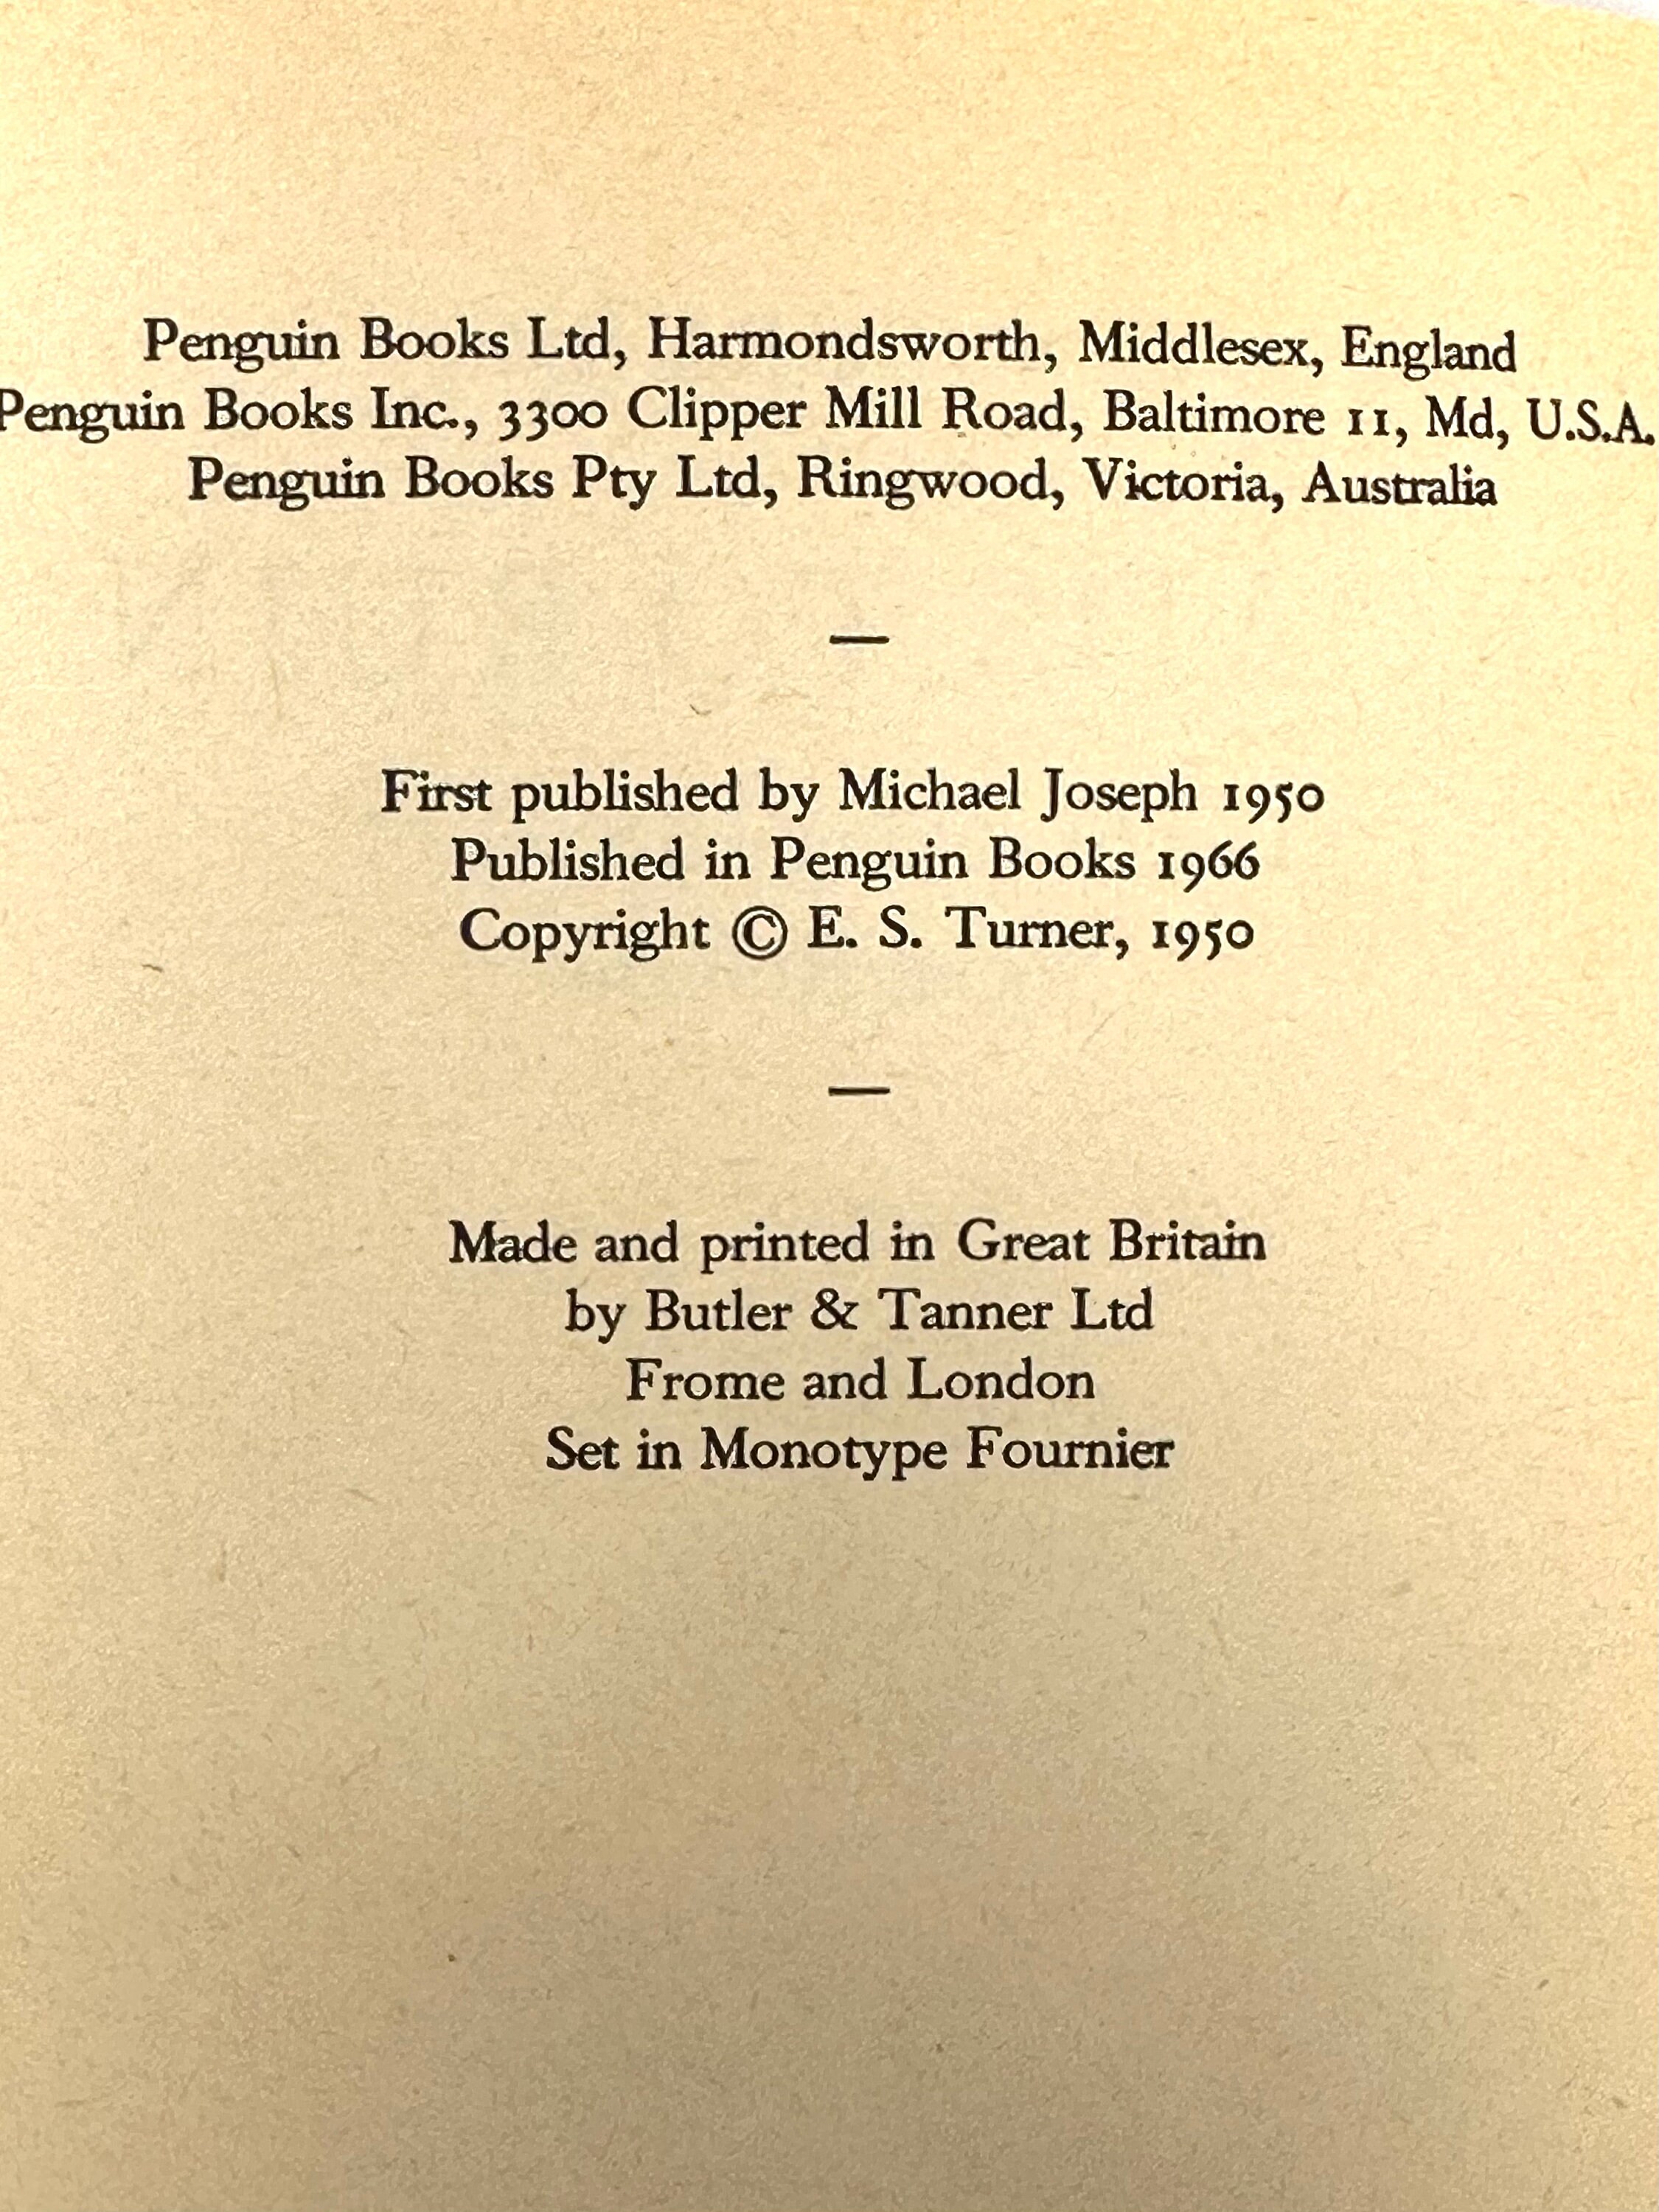 Penguin Books Ltd, Harmondsworth, Middlesex, England
Penguin Books Inc., 3300 Clipper Mill Road, Baltimore 11, Md, U.S.A.
Penguin Books Pty Ltd, Ringwood, Victoria, Australia
—
First published by Michael Joseph 1950
Published in Penguin Books 1966
Copyright © E. S. Turner, 1950
—
Made and printed in Great Britain
by Butler & Tanner Ltd
Frome and London
Set in Monotype Fournier